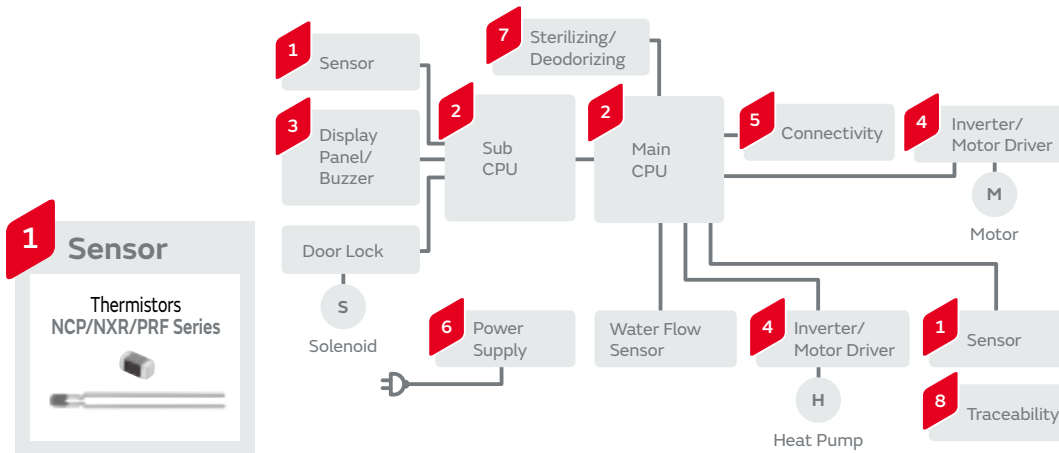 1
Sensor
Thermistors
NCP/NXR/PRF Series
1
Sensor
3
Display
Panel/
Buzzer
Door Lock
S
Solenoid
2
Sub
CPU
7
Sterilizing/
Deodorizing
2
Main
CPU
5
Connectivity
4
Inverter/
Motor Driver
M
Motor
6
Power
Supply
Water Flow
Sensor
4
Inverter/
Motor Driver
H
Heat Pump
1
Sensor
8
Traceability